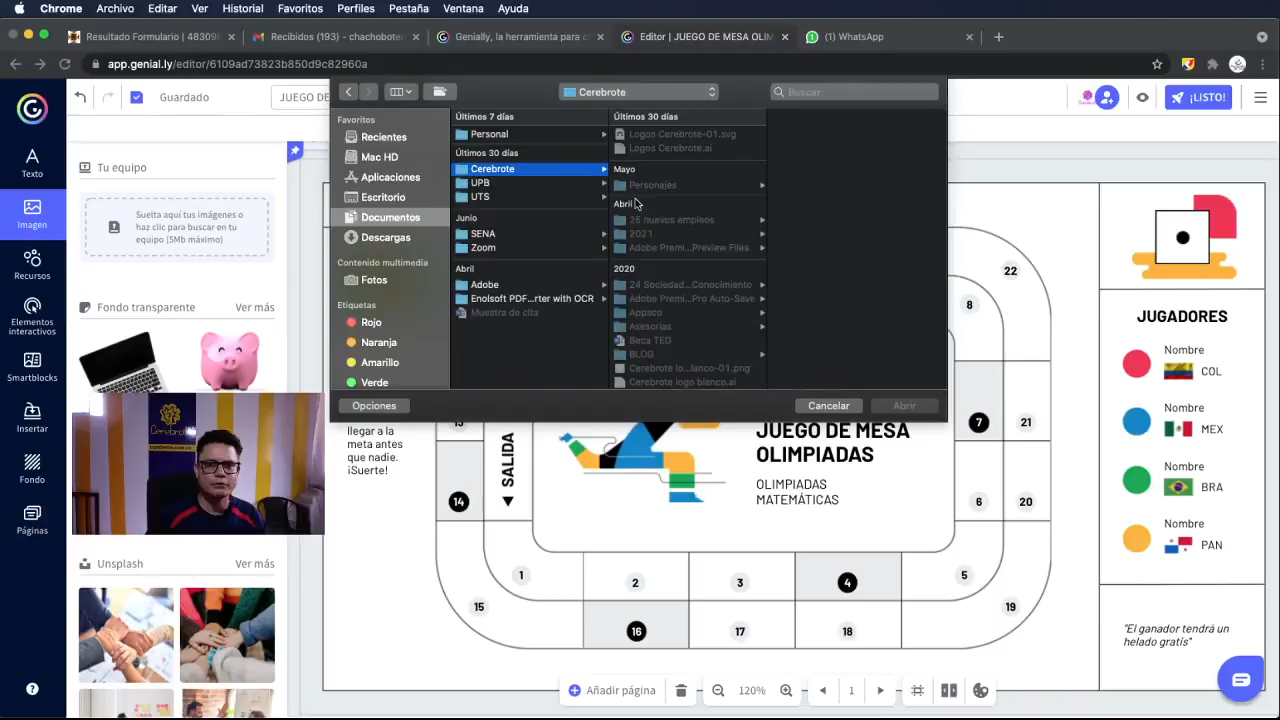 Chrome Archivo Editar Ver Historial Favoritos Perfiles Pestaña Ventana Ayuda
Resultado Formulario | 48309
Recibidos (193) - chachoboter
Genially, la herramienta para c
Editor | JUEGO DE MESA OLIM
WhatsApp
app.genial.ly/editor/6109ad73823b850d9c82960a
Guardado
JUEGO DE
¡LISTO!
Cerebrote
Buscar
Favoritos
Recientes
Mac HD
Aplicaciones
Escritorio
Documentos
Descargas
Contenido multimedia
Fotos
Etiquetas
Rojo
Naranja
Amarillo
Verde
Últimos 7 días
Personal
Últimos 30 días
Cerebrote
UPB
UTS
Junio
SENA
Zoom
Abril
Adobe
Enolsoft PDF...rter with OCR
Muestra de cita
Últimos 30 días
Logos Cerebrote-01.svg
Logos Cerebrote.ai
Mayo
Personajes
Abril
26 nuevos empleos
2021
Adobe Premi...Preview Files
2020
24 Sociedad...Conocimiento
Adobe Premi...Pro Auto-Save
Appsco
Asesorias
Beca TED
BLOG
Cerebrote lo...lanco-01.png
Cerebrote logo blanco.ai
Opciones
Cancelar
Abrir
Texto
Imagen
Recursos
Elementos
interactivos
Smartblocks
Insertar
Fondo
Páginas
Tu equipo
Suelta aquí tus imágenes o
haz clic para buscar en tu
equipo (5Mb máximo)
Fondo transparente
Ver más
Cerebrote
Unsplash
Ver más
llegar a la
meta antes
que nadie.
¡Suerte!
SALIDA
JUEGO DE MESA
OLIMPIADAS
OLIMPIADAS
MATEMÁTICAS
22
8
13
7
21
14
6
20
1
2
3
4
5
15
16
17
18
19
JUGADORES
Nombre
COL
Nombre
MEX
Nombre
BRA
Nombre
PAN
"El ganador tendrá un
helado gratis"
Añadir página
120%
1